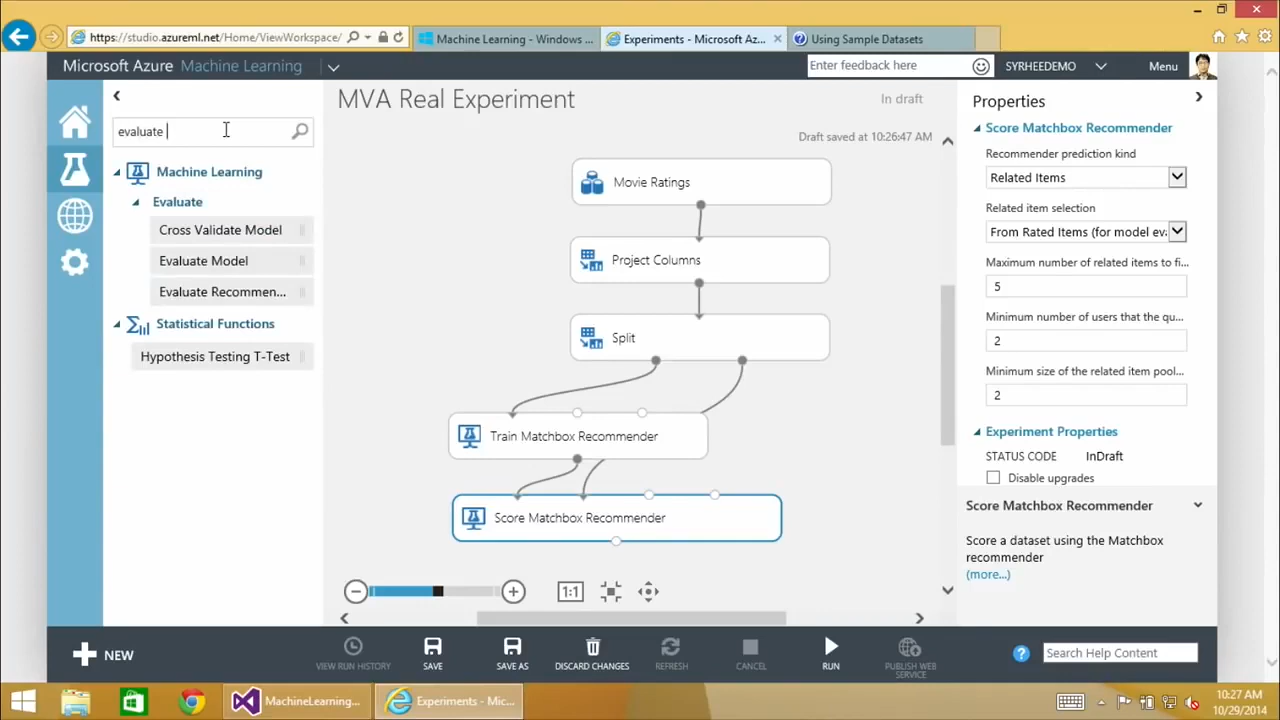 https://studio.azureml.net/Home/ViewWorkspace/
Machine Learning - Windows ...
Experiments - Microsoft Az...
Using Sample Datasets
Microsoft Azure Machine Learning
Enter feedback here
SYRHEEDEMO
Menu
evaluate
Machine Learning
Evaluate
Cross Validate Model
Evaluate Model
Evaluate Recommen...
Statistical Functions
Hypothesis Testing T-Test
MVA Real Experiment
In draft
Draft saved at 10:26:47 AM
Movie Ratings
Project Columns
Split
Train Matchbox Recommender
Score Matchbox Recommender
1:1
Properties
Score Matchbox Recommender
Recommender prediction kind
Related Items
Related item selection
From Rated Items (for model eva
Maximum number of related items to fi...
5
Minimum number of users that the qu...
2
Minimum size of the related item pool...
2
Experiment Properties
STATUS CODE InDraft
Disable upgrades
Score Matchbox Recommender
Score a dataset using the Matchbox
recommender
(more...)
NEW
VIEW RUN HISTORY
SAVE
SAVE AS
DISCARD CHANGES
REFRESH
CANCEL
RUN
PUBLISH WEB
SERVICE
Search Help Content
MachineLearning...
Experiments - Mic...
10:27 AM
10/29/2014